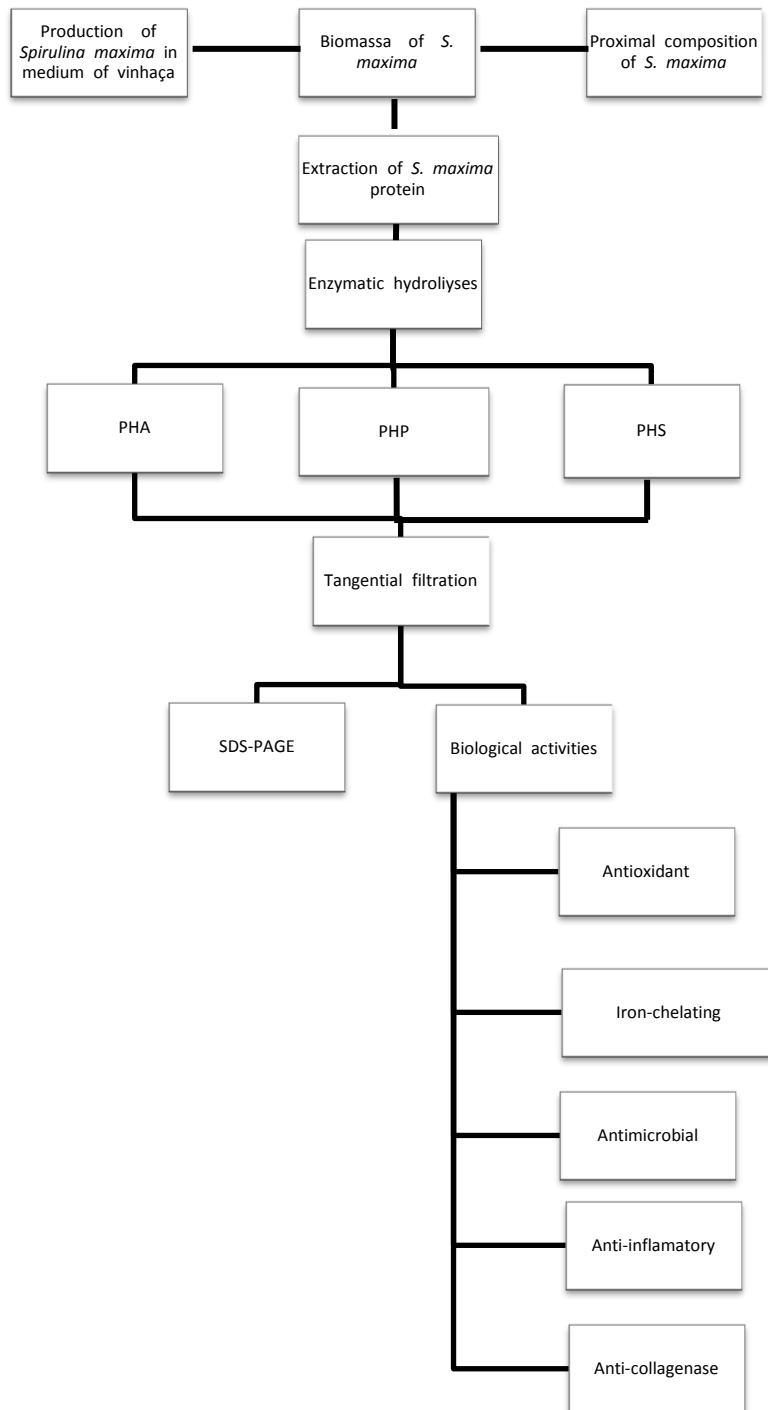 Production of
Spirulina maxima in
medium of vinhaça
Biomassa of S.
maxima
Proximal composition
of S. maxima
Extraction of S. maxima
protein
Enzymatic hydroliyses
PHA
PHP
PHS
Tangential filtration
SDS-PAGE
Biological activities
Antioxidant
Iron-chelating
Antimicrobial
Anti-inflamatory
Anti-collagenase